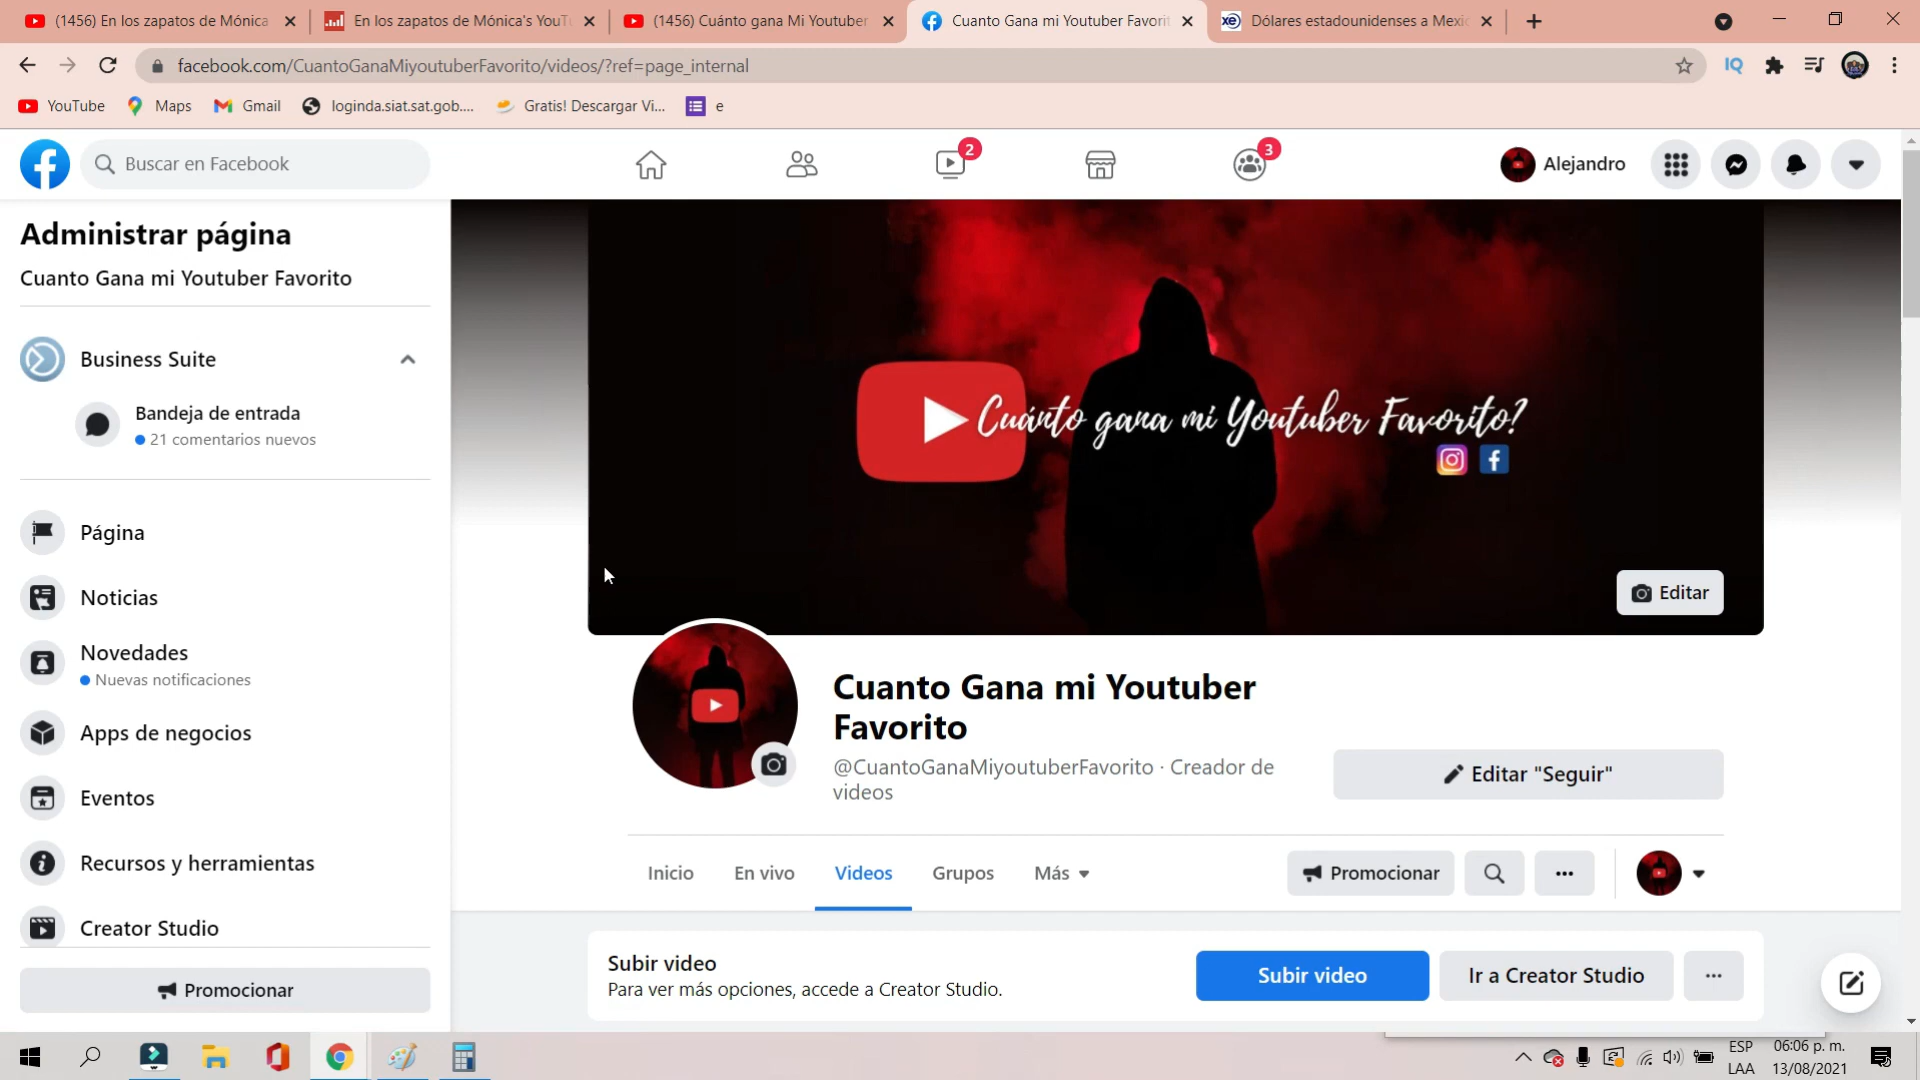 (1456) En los zapatos de Mónica
En los zapatos de Mónica's YouTu
(1456) Cuánto gana Mi Youtuber
Cuanto Gana mi Youtuber Favorit
xe
Dólares estadounidenses a Mexic
facebook.com/CuantoGanaMiyoutuberFavorito/videos/?ref=page_internal
IQ
YouTube
Maps
Gmail
loginda.siat.sat.gob....
Gratis! Descargar Vi...
e
Buscar en Facebook
2
3
Alejandro
Administrar página
Cuanto Gana mi Youtuber Favorito
Business Suite
Bandeja de entrada
21 comentarios nuevos
Página
Noticias
Novedades
Nuevas notificaciones
Apps de negocios
Eventos
Recursos y herramientas
Creator Studio
Promocionar
Cuánto gana mi Youtuber Favorito?
Editar
Cuanto Gana mi Youtuber
Favorito
@CuantoGanaMiyoutuberFavorito · Creador de
videos
Editar "Seguir"
Inicio
En vivo
Videos
Grupos
Más
Promocionar
Subir video
Para ver más opciones, accede a Creator Studio.
Subir video
Ir a Creator Studio
ESP
LAA
06:06 p. m.
13/08/2021